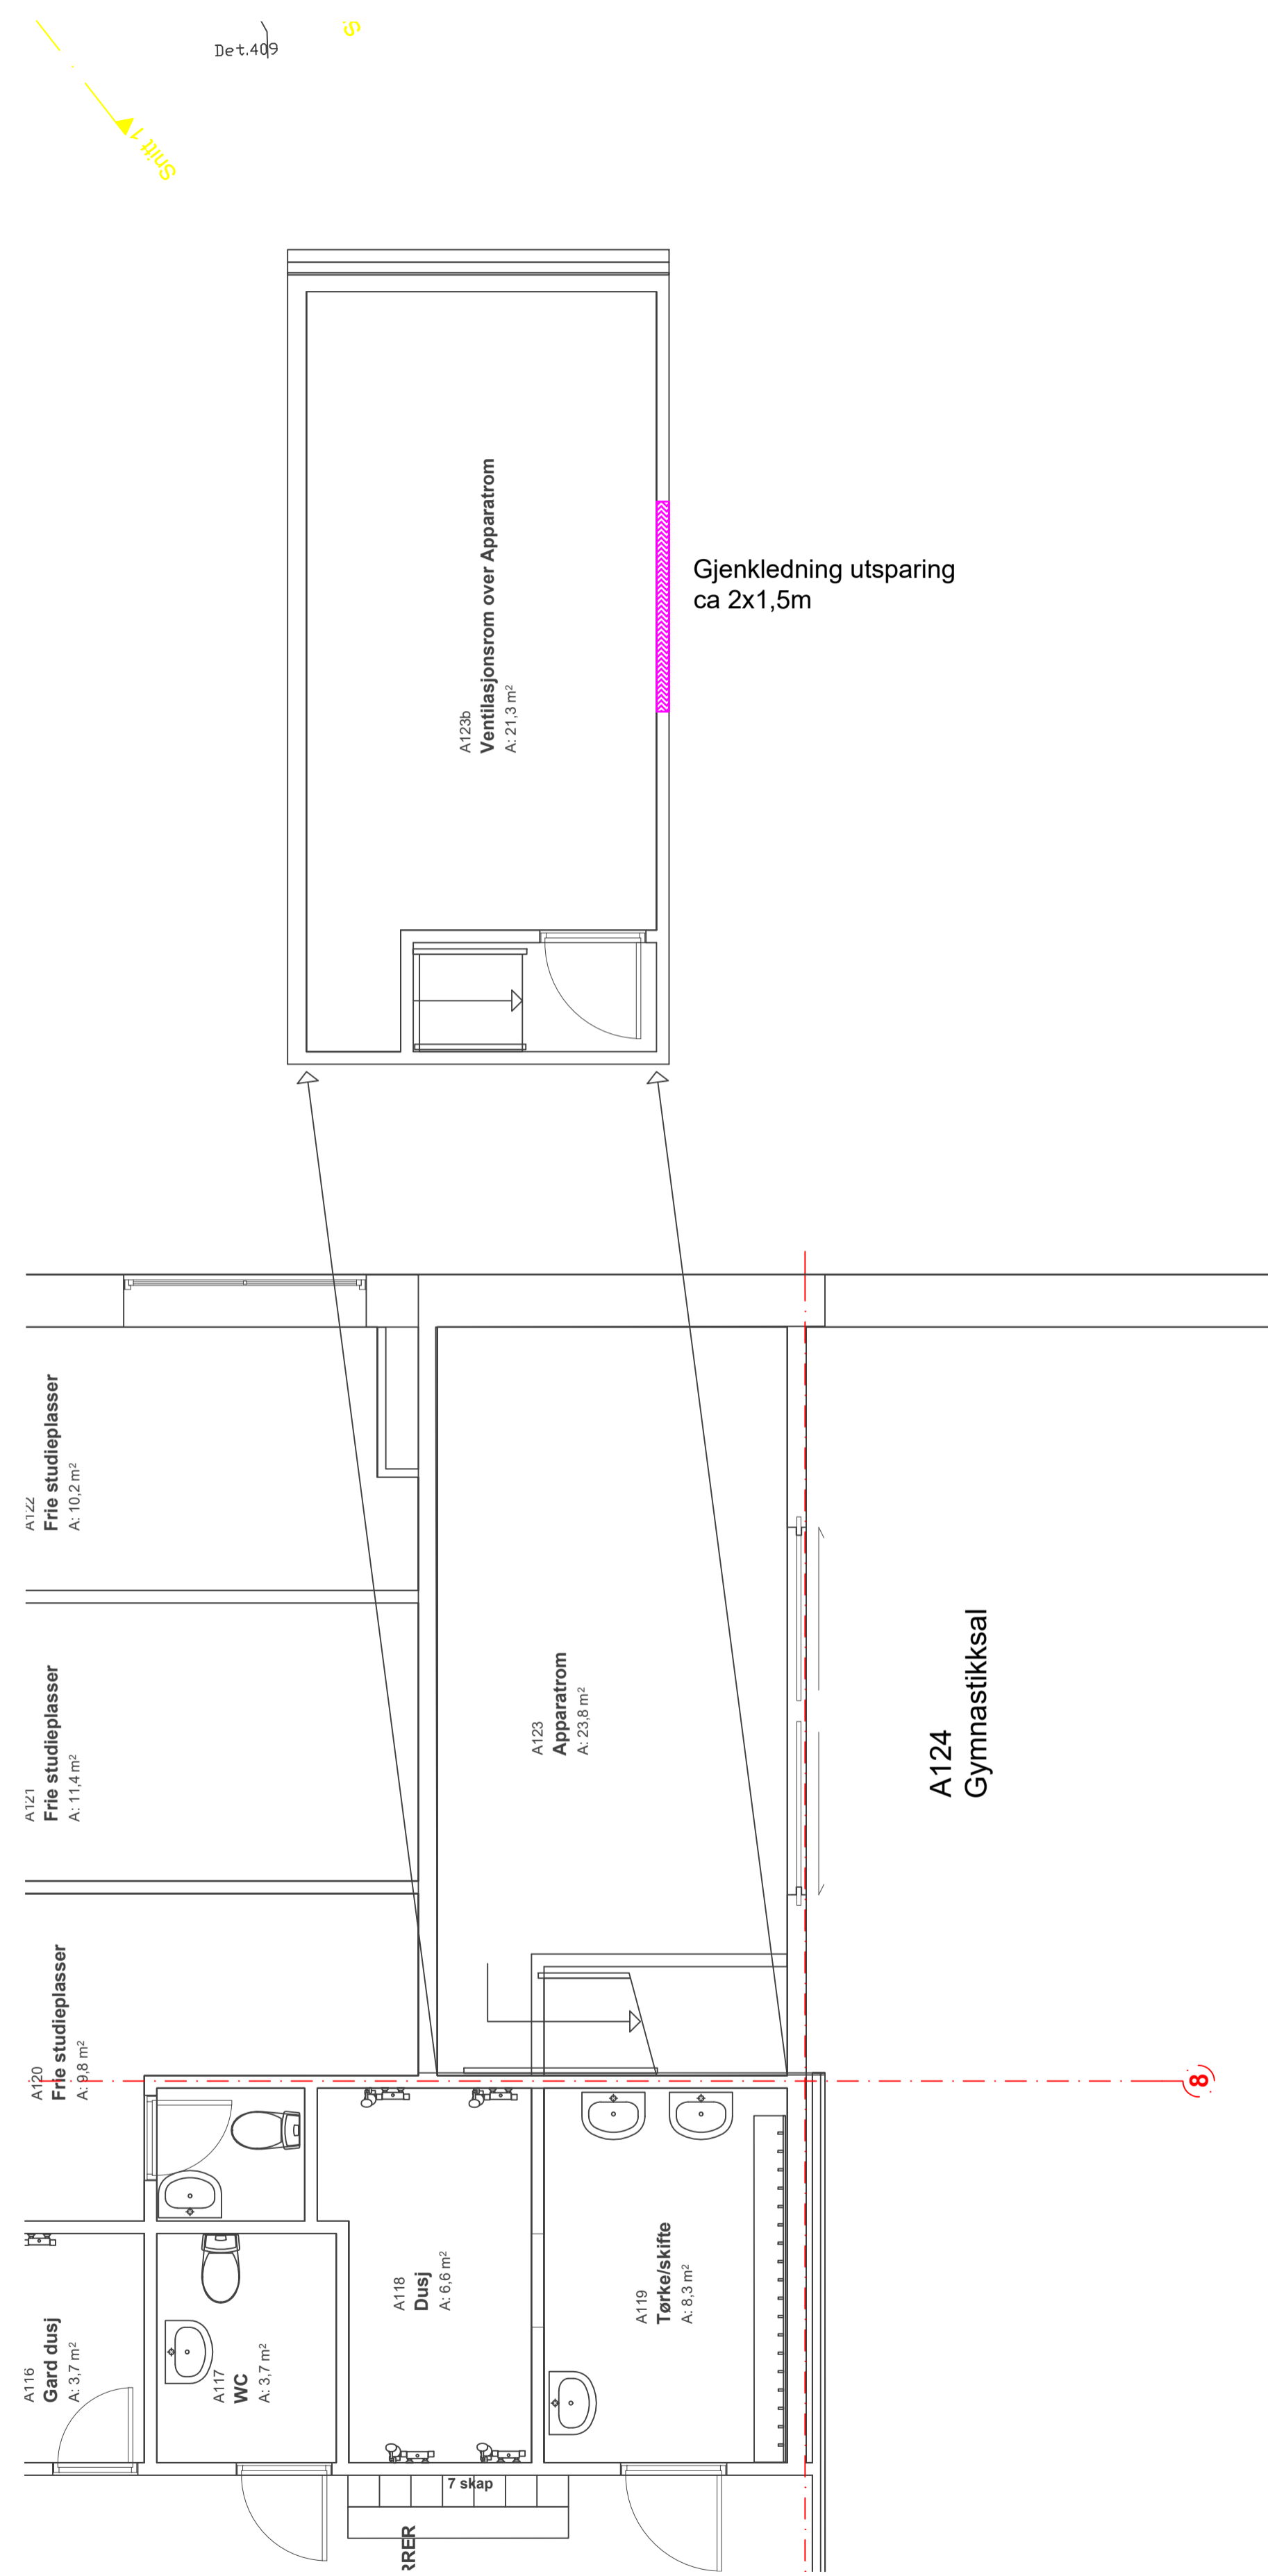 Det.409
S
Snitt 1
A123b
Ventilasjonsrom over Apparatrom
A: 21,3 m²
Gjenkledning utsparing
ca 2x1,5m
A122
Frie studieplasser
A: 10,2 m²
A121
Frie studieplasser
A: 11,4 m²
A123
Apparatrom
A: 23,8 m²
A124
Gymnastikksal
A120
Frie studieplasser
A: 9,8 m²
8
A116
Gard dusj
A: 3,7 m²
A117
WC
A: 3,7 m²
A118
Dusj
A: 6,6 m²
A119
Tørke/skifte
A: 8,3 m²
7 skap
RRER